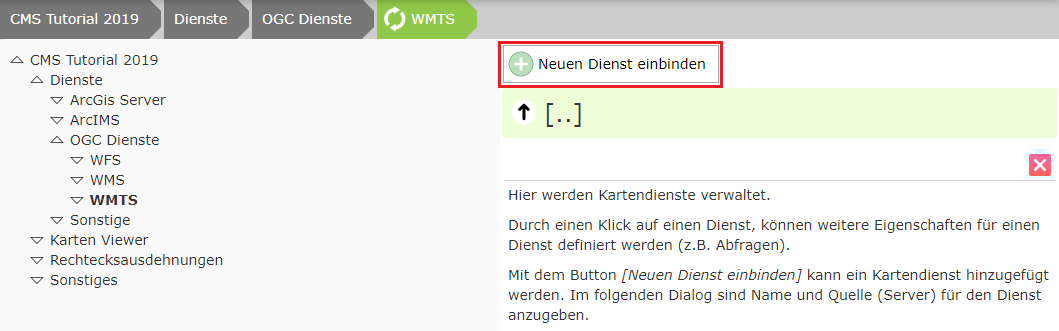 CMS Tutorial 2019 Dienste OGC Dienste WMTS
CMS Tutorial 2019
Dienste
ArcGis Server
ArcIMS
OGC Dienste
WFS
WMS
WMTS
Sonstige
Karten Viewer
Rechtecksausdehnungen
Sonstiges
Neuen Dienst einbinden
[..]
Hier werden Kartendienste verwaltet.
Durch einen Klick auf einen Dienst, können weitere Eigenschaften für einen
Dienst definiert werden (z.B. Abfragen).
Mit dem Button [Neuen Dienst einbinden] kann ein Kartendienst hinzugefügt
werden. Im folgenden Dialog sind Name und Quelle (Server) für den Dienst
anzugeben.